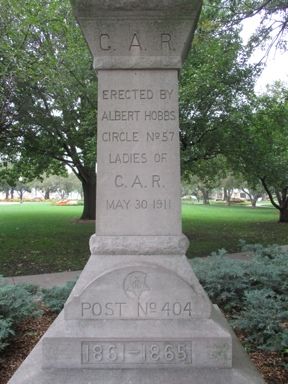 G. A. R.
ERECTED BY
ALBERT HOBBS
CIRCLE No. 57
LADIES OF
G. A. R.
MAY 30 1911
POST No 404
1861-1865